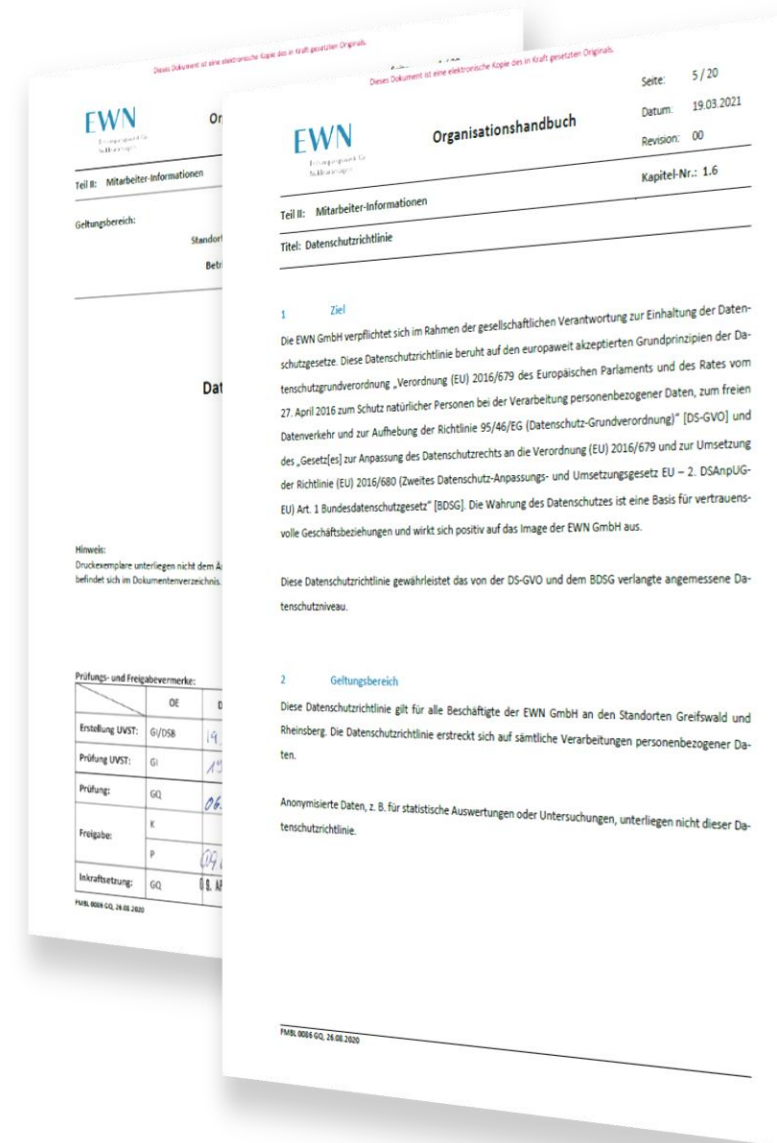 Dieses Dokument ist eine elektronische Kopie des in Kraft gesetzten Originals.
EWN
Or
Teil II: Mitarbeiter-Informationen
Geltungsbereich:
Standort
Betr
Dat
Hinweis:
Druckexemplare unterliegen nicht dem Ä
befindet sich im Dokumentenverzeichnis.
Prüfungs- und Freigabevermerke:
OE
D
Erstellung UVST: GI/DSB 19.
Prüfung UVST: GI
Prüfung: GQ 06.
Freigabe: K
P 09.
Inkraftsetzung: GQ 0 9. AP
FMBL 0086 GQ, 26.08.2020
Dieses Dokument ist eine elektronische Kopie des in Kraft gesetzten Originals.
EWN
Entsorgungswerk für
Nuklearanlagen
Organisationshandbuch
Seite: 5 / 20
Datum: 19.03.2021
Revision: 00
Teil II: Mitarbeiter-Informationen
Kapitel-Nr.: 1.6
Titel: Datenschutzrichtlinie
1 Ziel
Die EWN GmbH verpflichtet sich im Rahmen der gesellschaftlichen Verantwortung zur Einhaltung der Daten-
schutzgesetze. Diese Datenschutzrichtlinie beruht auf den europaweit akzeptierten Grundprinzipien der Da-
tenschutzgrundverordnung „Verordnung (EU) 2016/679 des Europäischen Parlaments und des Rates vom
27. April 2016 zum Schutz natürlicher Personen bei der Verarbeitung personenbezogener Daten, zum freien
Datenverkehr und zur Aufhebung der Richtlinie 95/46/EG (Datenschutz-Grundverordnung)“ [DS-GVO] und
des „Gesetz[es] zur Anpassung des Datenschutzrechts an die Verordnung (EU) 2016/679 und zur Umsetzung
der Richtlinie (EU) 2016/680 (Zweites Datenschutz-Anpassungs- und Umsetzungsgesetz EU – 2. DSAnpUG-
EU) Art. 1 Bundesdatenschutzgesetz“ [BDSG]. Die Wahrung des Datenschutzes ist eine Basis für vertrauens-
volle Geschäftsbeziehungen und wirkt sich positiv auf das Image der EWN GmbH aus.
Diese Datenschutzrichtlinie gewährleistet das von der DS-GVO und dem BDSG verlangte angemessene Da-
tenschutzniveau.
2 Geltungsbereich
Diese Datenschutzrichtlinie gilt für alle Beschäftigte der EWN GmbH an den Standorten Greifswald und
Rheinsberg. Die Datenschutzrichtlinie erstreckt sich auf sämtliche Verarbeitungen personenbezogener Da-
ten.
Anonymisierte Daten, z. B. für statistische Auswertungen oder Untersuchungen, unterliegen nicht dieser Da-
tenschutzrichtlinie.
FMBL 0086 GQ, 26.08.2020